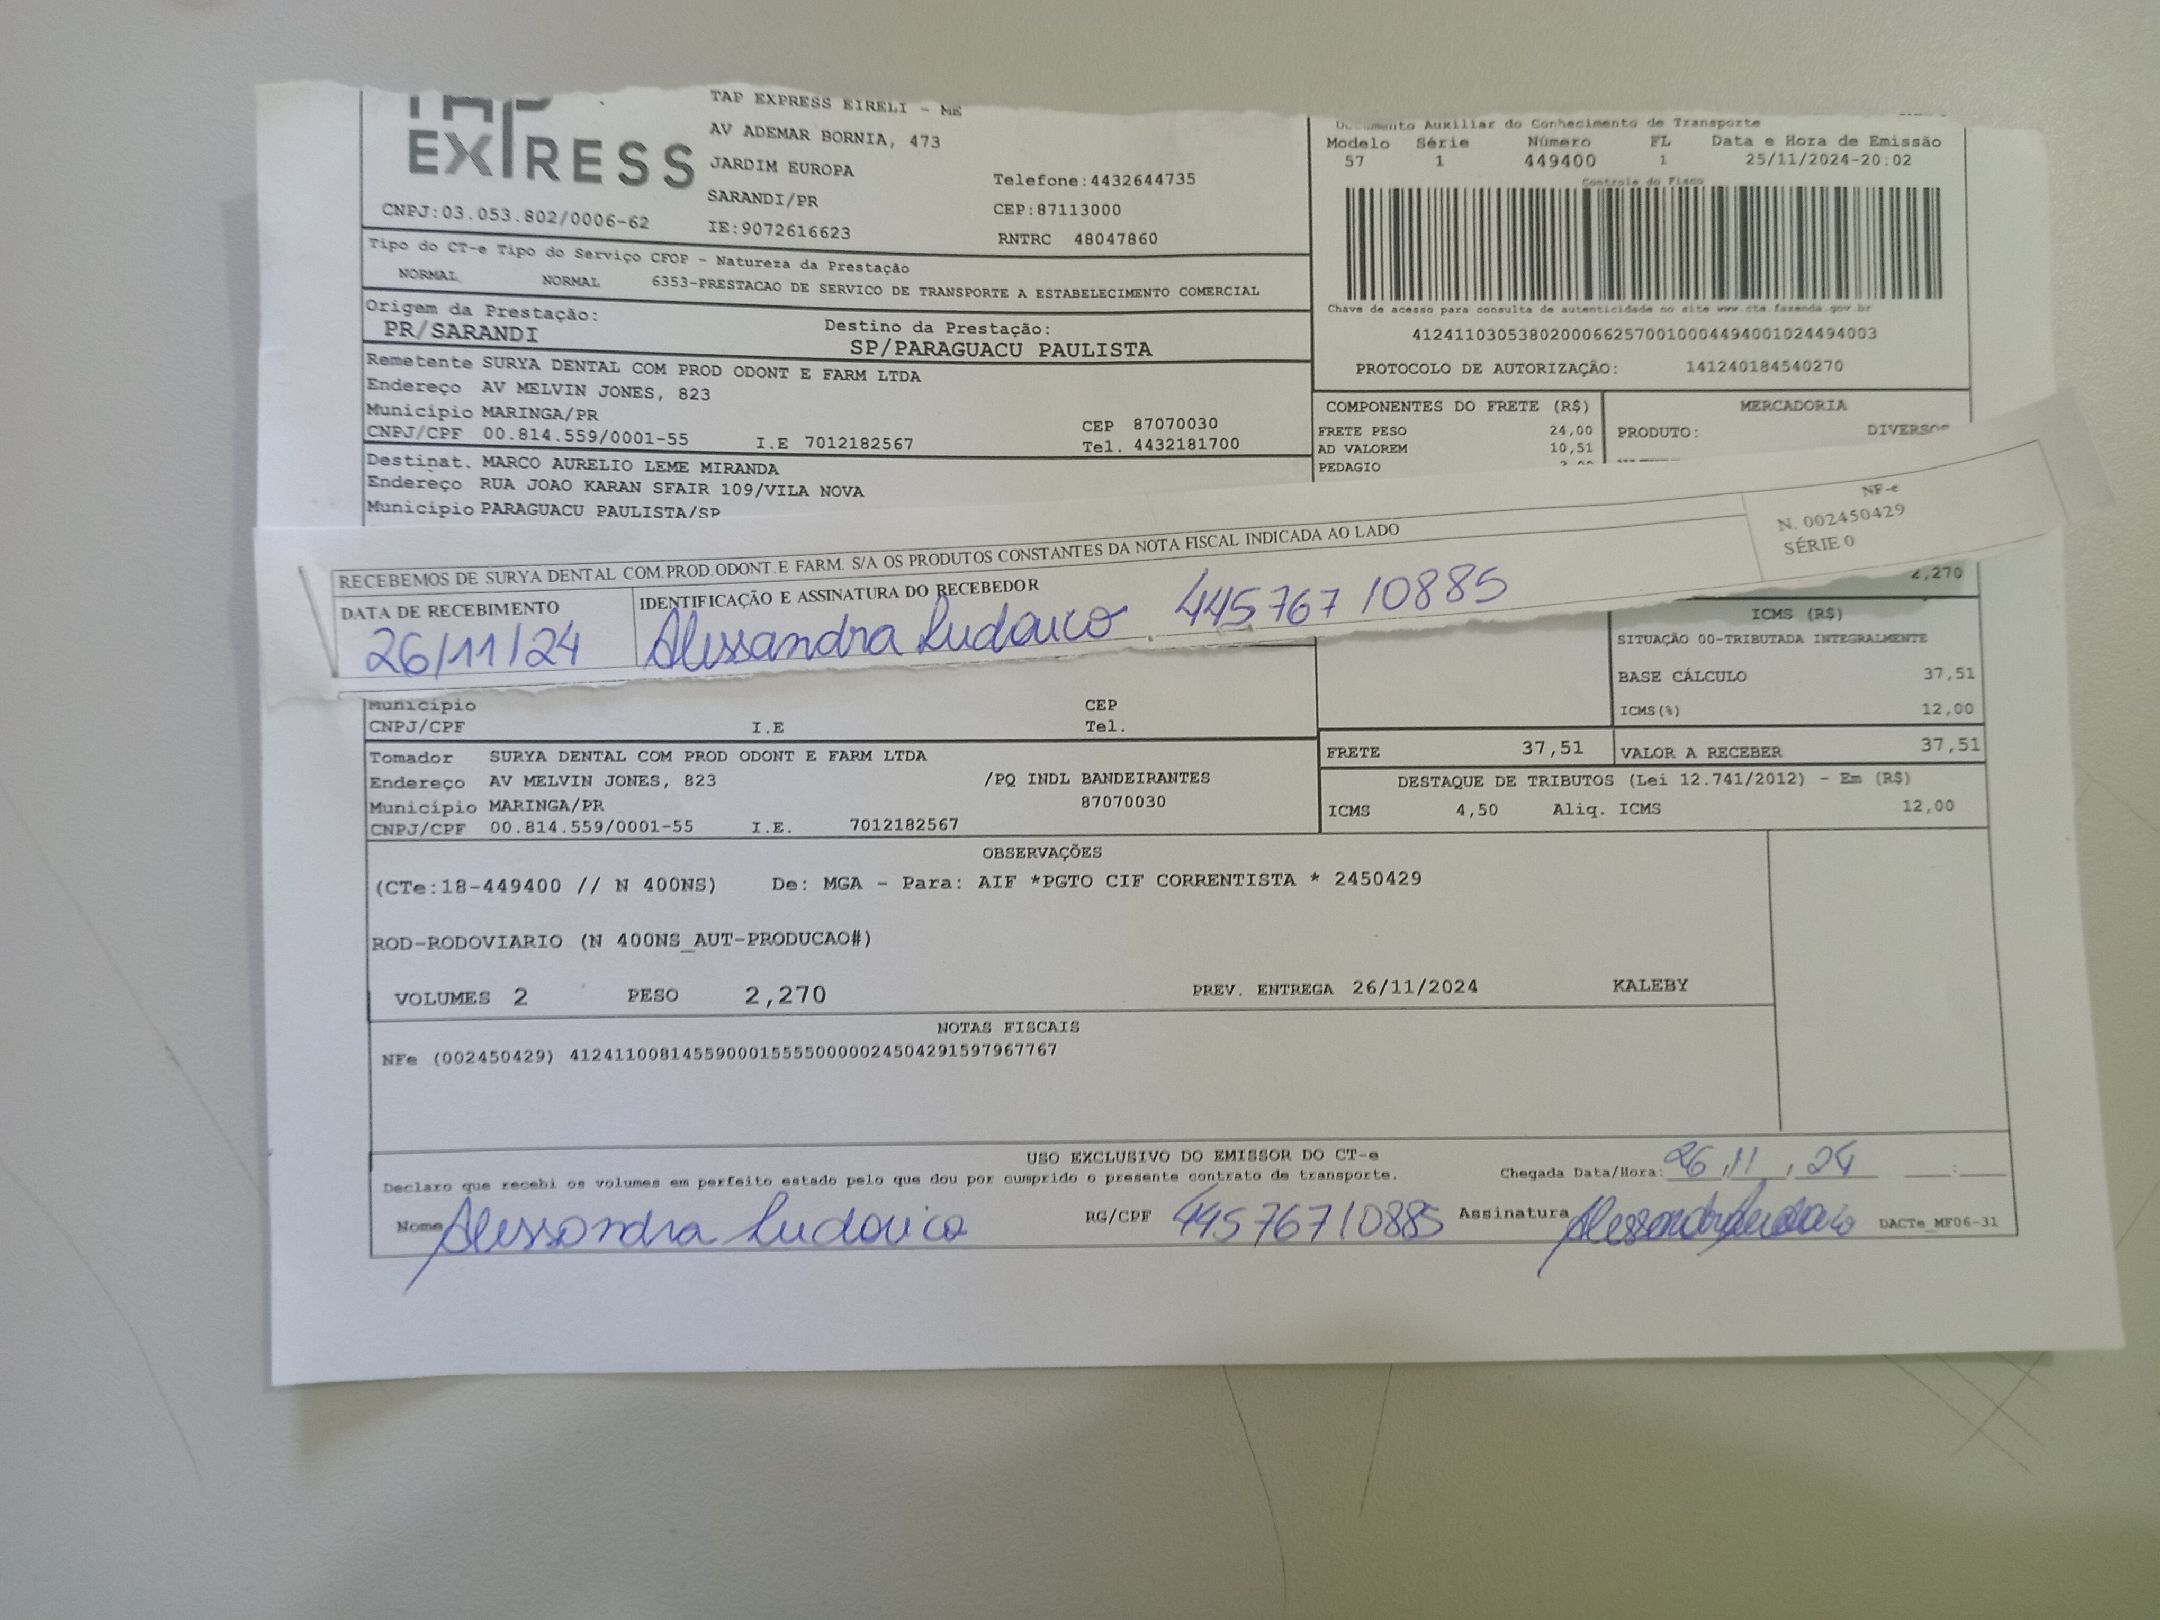 TAP EXPRESS EIRELI - ME
EXPRESS
AV ADEMAR BORNIA, 473
JARDIM EUROPA
Telefone:4432644735
SARANDI/PR
CEP:87113000
CNPJ:03.053.802/0006-62
IE:9072616623
RNTRC 48047860
Documento Auxiliar do Conhecimento de Transporte
Modelo Série Número FL Data e Hora de Emissão
57 1 449400 1 25/11/2024-20:02
Controle do Fisco
Chave de acesso para consulta de autenticidade no site www.cte.fazenda.gov.br
41241103053802000662570010004494001024494003
PROTOCOLO DE AUTORIZAÇÃO: 141240184540270
Tipo do CT-e Tipo do Serviço CFOP - Natureza da Prestação
NORMAL NORMAL 6353-PRESTACAO DE SERVICO DE TRANSPORTE A ESTABELECIMENTO COMERCIAL
Origem da Prestação: Destino da Prestação:
PR/SARANDI SP/PARAGUACU PAULISTA
Remetente SURYA DENTAL COM PROD ODONT E FARM LTDA
Endereço AV MELVIN JONES, 823
Município MARINGA/PR CEP 87070030
CNPJ/CPF 00.814.559/0001-55 I.E 7012182567 Tel. 4432181700
Destinat. MARCO AURELIO LEME MIRANDA
Endereço RUA JOAO KARAN SFAIR 109/VILA NOVA
Município PARAGUACU PAULISTA/SP
COMPONENTES DO FRETE (R$) MERCADORIA
FRETE PESO 24,00 PRODUTO: DIVERSOS
AD VALOREM 10,51
PEDAGIO
RECEBEMOS DE SURYA DENTAL COM.PROD.ODONT.E FARM. S/A OS PRODUTOS CONSTANTES DA NOTA FISCAL INDICADA AO LADO
NF-e
N. 002450429
SÉRIE 0
DATA DE RECEBIMENTO IDENTIFICAÇÃO E ASSINATURA DO RECEBEDOR
26/11/24 Alessandra Ludovico. 44576710885
2,270
ICMS (R$)
SITUAÇÃO 00-TRIBUTADA INTEGRALMENTE
BASE CÁLCULO 37,51
ICMS(%) 12,00
Município CEP
CNPJ/CPF I.E Tel.
Tomador SURYA DENTAL COM PROD ODONT E FARM LTDA
Endereço AV MELVIN JONES, 823 /PQ INDL BANDEIRANTES
Município MARINGA/PR 87070030
CNPJ/CPF 00.814.559/0001-55 I.E. 7012182567
FRETE 37,51 VALOR A RECEBER 37,51
DESTAQUE DE TRIBUTOS (Lei 12.741/2012) - Em (R$)
ICMS 4,50 Aliq. ICMS 12,00
OBSERVAÇÕES
(CTe:18-449400 // N 400NS) De: MGA - Para: AIF *PGTO CIF CORRENTISTA * 2450429
ROD-RODOVIARIO (N 400NS_AUT-PRODUCAO#)
VOLUMES 2 PESO 2,270 PREV. ENTREGA 26/11/2024 KALEBY
NOTAS FISCAIS
NFe (002450429) 41241100814559000155550000024504291597967767
USO EXCLUSIVO DO EMISSOR DO CT-e
Declaro que recebi os volumes em perfeito estado pelo que dou por cumprido o presente contrato de transporte. Chegada Data/Hora: 26/11/24 :
Nome Alessandra Ludovico RG/CPF 44576710885 Assinatura Alessandra Ludovico DACTe_MF06-31